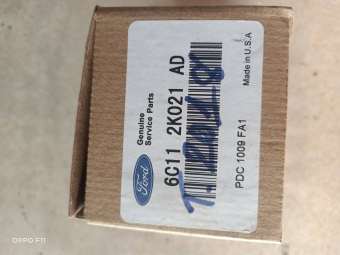 Ford
Genuine
Service Parts
6C11 2K021 AD
PDC 1009 FA1
Made in U.S.A
OPPO F11